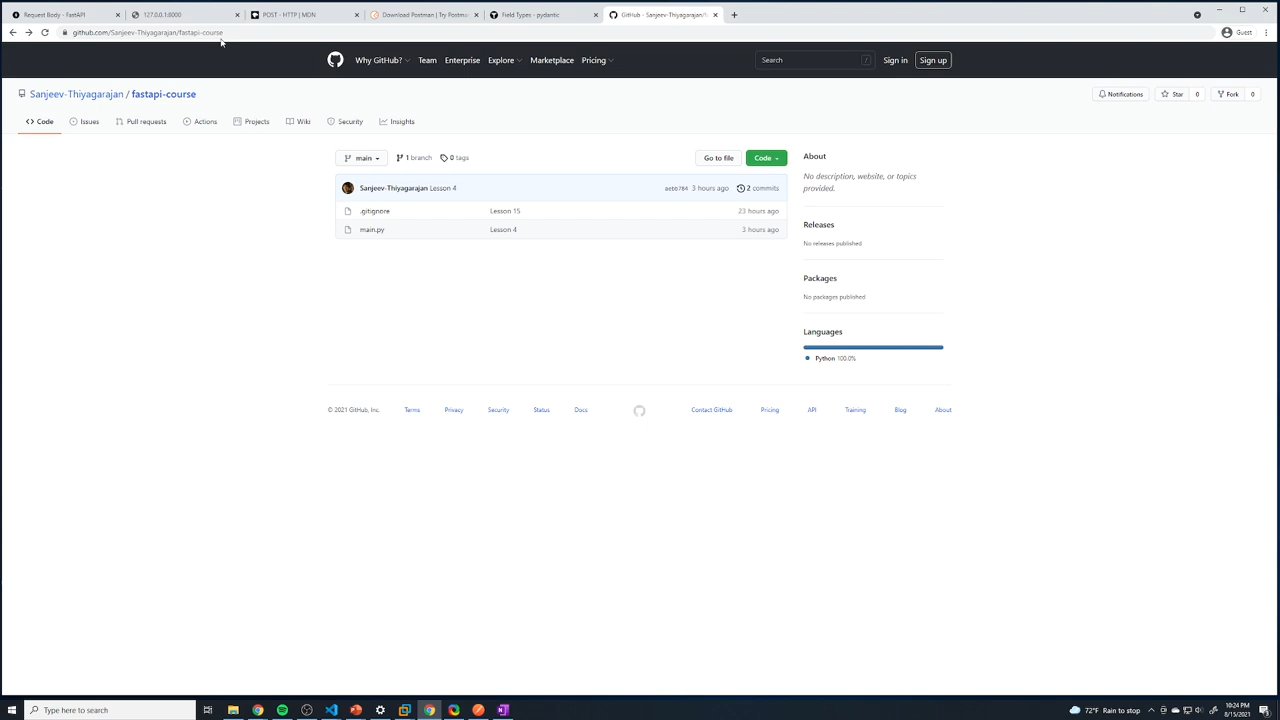 Request Body - FastAPI
127.0.0.1:8000
POST - HTTP | MDN
Download Postman | Try Postma
Field Types - pydantic
GitHub - Sanjeev-Thiyagarajan/f
github.com/Sanjeev-Thiyagarajan/fastapi-course
Guest
Why GitHub?
Team
Enterprise
Explore
Marketplace
Pricing
Search
/
Sign in
Sign up
Sanjeev-Thiyagarajan / fastapi-course
Notifications
Star 0
Fork 0
Code
Issues
Pull requests
Actions
Projects
Wiki
Security
Insights
main
1 branch
0 tags
Go to file
Code
About
No description, website, or topics
provided.
Sanjeev-Thiyagarajan Lesson 4
3 hours ago
2 commits
.gitignore
Lesson 15
23 hours ago
main.py
Lesson 4
3 hours ago
Releases
No releases published
Packages
No packages published
Languages
Python 100.0%
© 2021 GitHub, Inc.
Terms
Privacy
Security
Status
Docs
Contact GitHub
Pricing
API
Training
Blog
About
Type here to search
72°F Rain to stop
10:24 PM
8/15/2021